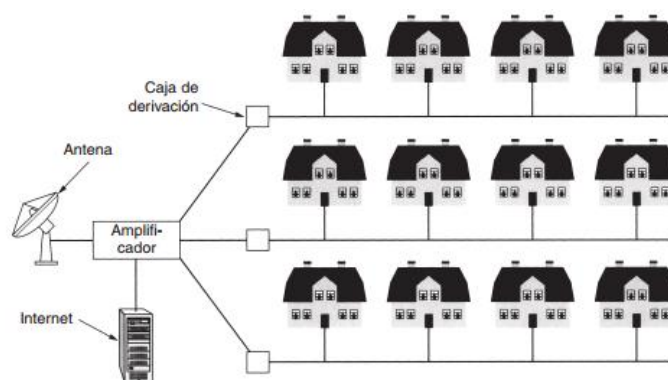 Caja de
derivación
Antena
Amplifi-
cador
Internet